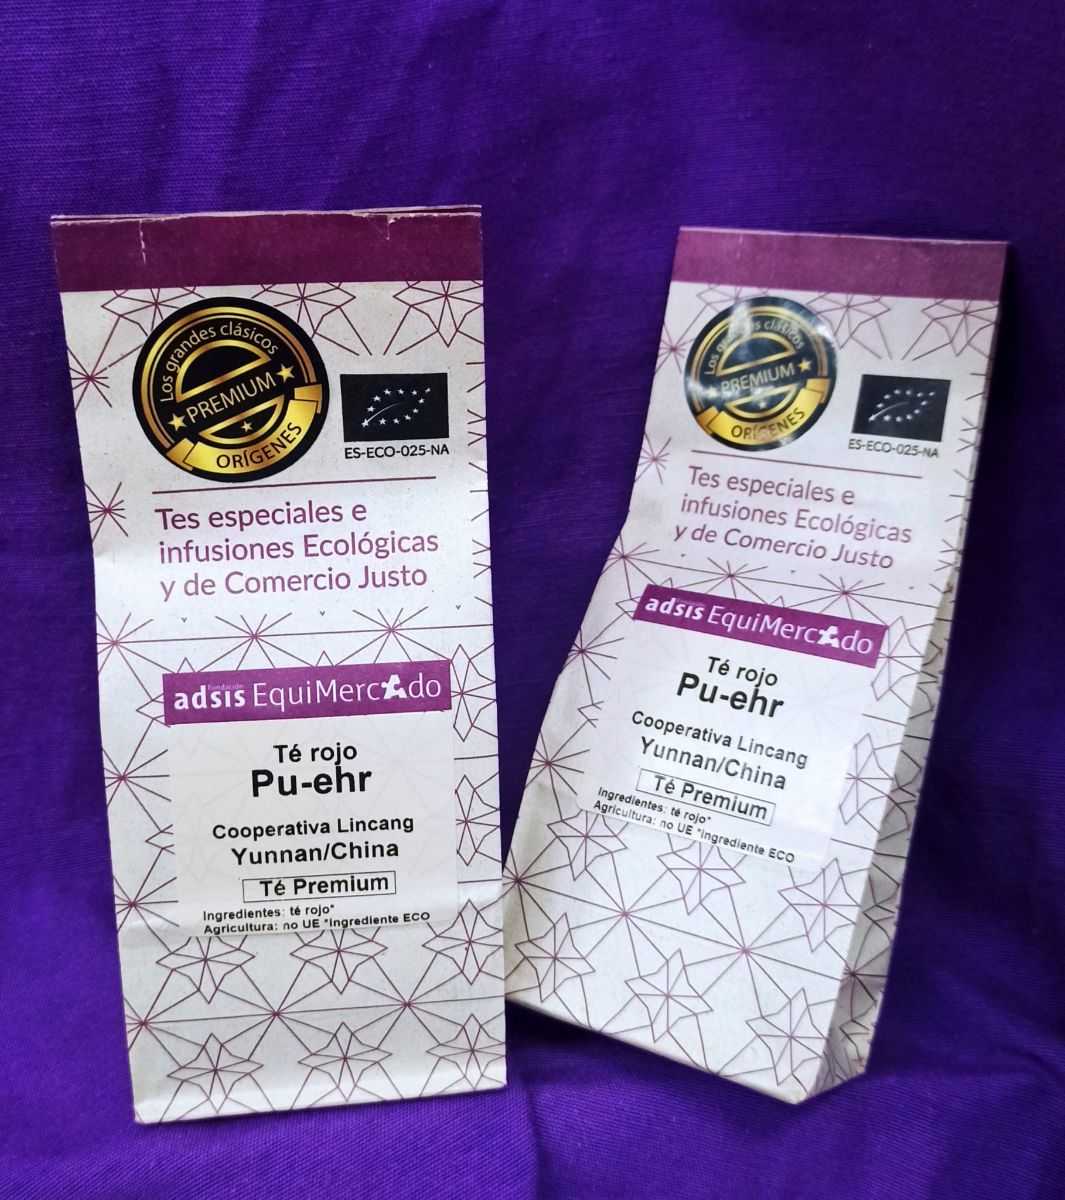 Los grandes clásicos
PREMIUM
ORÍGENES
ES-ECO-025-NA
Tes especiales e
infusiones Ecológicas
y de Comercio Justo
Fundación
adsis EquiMercado
Té rojo
Pu-ehr
Cooperativa Lincang
Yunnan/China
Té Premium
Ingredientes: té rojo*
Agricultura: no UE *ingrediente ECO
Los grandes clásicos
PREMIUM
ORÍGENES
ES-ECO-025-NA
Tes especiales e
infusiones Ecológicas
y de Comercio Justo
adsis EquiMercado
Té rojo
Pu-ehr
Cooperativa Lincang
Yunnan/China
Té Premium
Ingredientes: té rojo*
Agricultura: no UE *ingrediente ECO